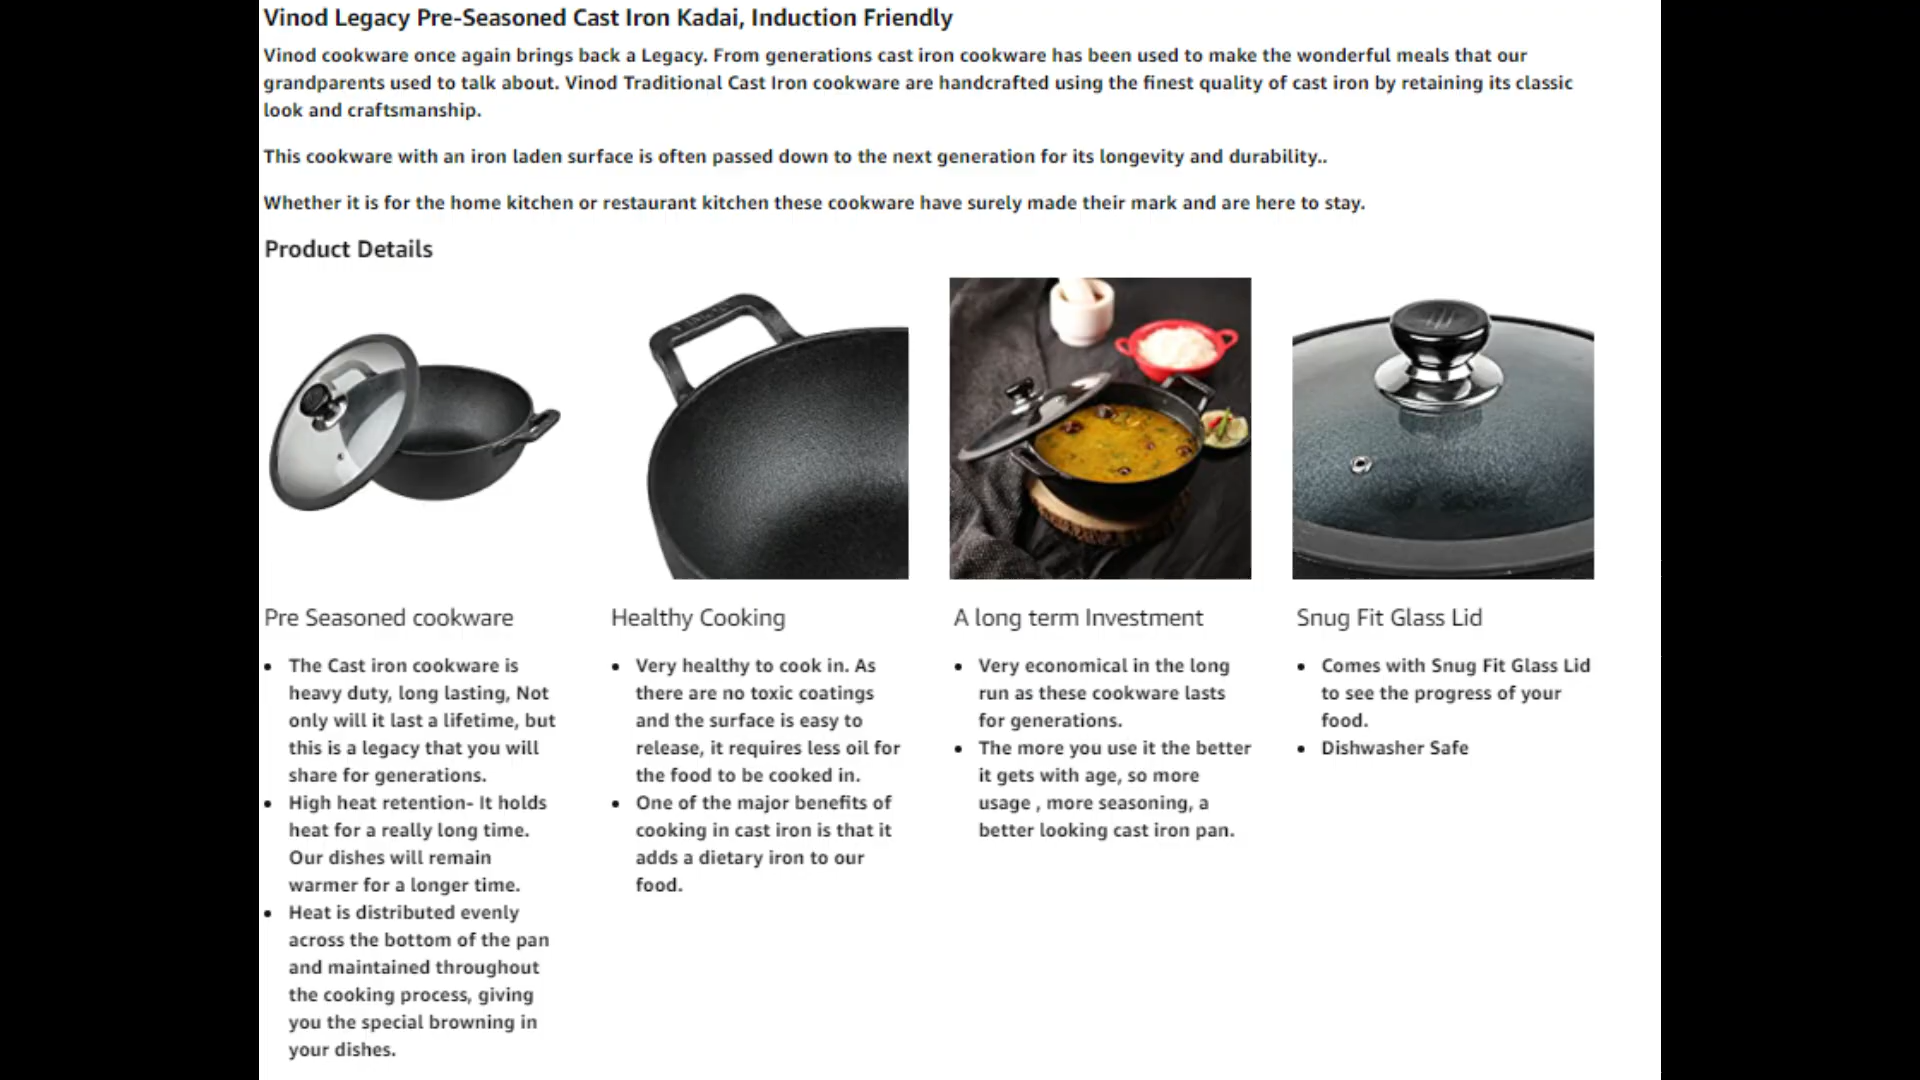 Vinod Legacy Pre-Seasoned Cast Iron Kadai, Induction Friendly
Vinod cookware once again brings back a Legacy. From generations cast iron cookware has been used to make the wonderful meals that our
grandparents used to talk about. Vinod Traditional Cast Iron cookware are handcrafted using the finest quality of cast iron by retaining its classic
look and craftsmanship.
This cookware with an iron laden surface is often passed down to the next generation for its longevity and durability..
Whether it is for the home kitchen or restaurant kitchen these cookware have surely made their mark and are here to stay.
Product Details
Pre Seasoned cookware
• The Cast iron cookware is
heavy duty, long lasting, Not
only will it last a lifetime, but
this is a legacy that you will
share for generations.
• High heat retention- It holds
heat for a really long time.
Our dishes will remain
warmer for a longer time.
• Heat is distributed evenly
across the bottom of the pan
and maintained throughout
the cooking process, giving
you the special browning in
your dishes.
Healthy Cooking
• Very healthy to cook in. As
there are no toxic coatings
and the surface is easy to
release, it requires less oil for
the food to be cooked in.
• One of the major benefits of
cooking in cast iron is that it
adds a dietary iron to our
food.
A long term Investment
• Very economical in the long
run as these cookware lasts
for generations.
• The more you use it the better
it gets with age, so more
usage , more seasoning, a
better looking cast iron pan.
Snug Fit Glass Lid
• Comes with Snug Fit Glass Lid
to see the progress of your
food.
• Dishwasher Safe